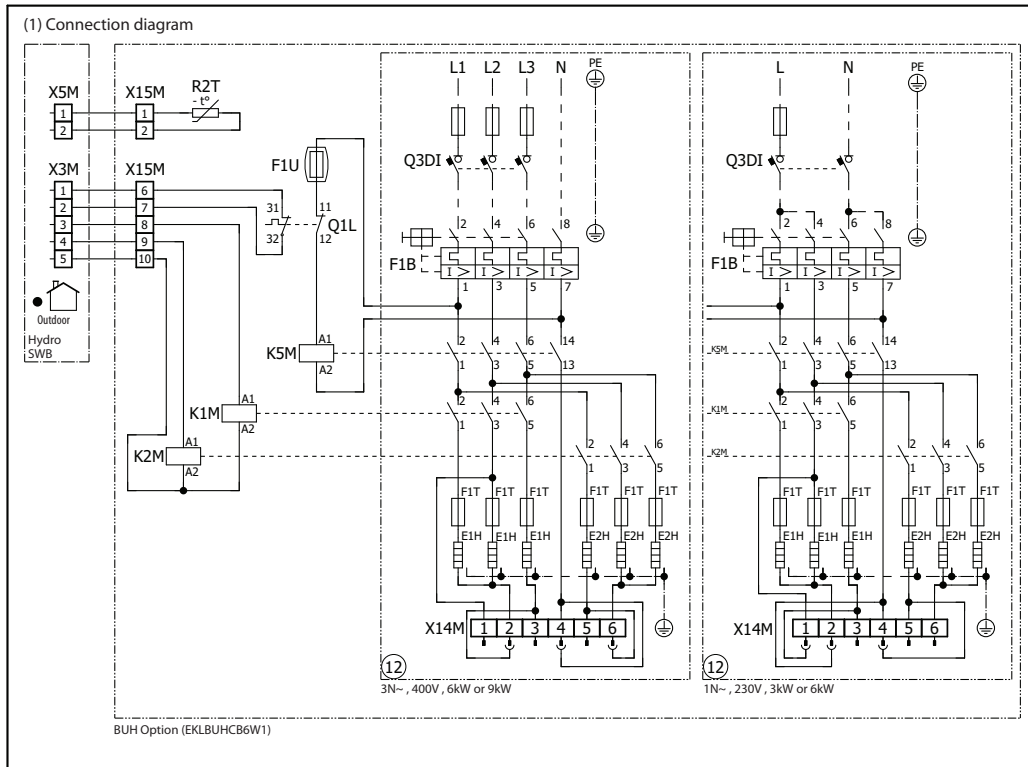 (1) Connection diagram
L1 L2 L3 N PE
L N PE
X5M X15M R2T
- t°
1 1
2 2
F1U
Q3DI
Q3DI
X3M X15M
1 6
2 7
3 8
4 9
5 10
31 11
Q1L
32 12
2 4 6 8
2 4 6 8
F1B
I > I > I > I >
1 3 5 7
F1B
I > I > I > I >
1 3 5 7
Outdoor
Hydro
SWB
K5M A1
A2
2 4 6 14
1 3 5 13
K5M
2 4 6 14
1 3 5 13
K1M A1
A2
2 4 6
1 3 5
K1M
2 4 6
1 3 5
K2M A1
A2
2 4 6
1 3 5
K2M
2 4 6
1 3 5
F1T F1T F1T F1T F1T F1T
F1T F1T F1T F1T F1T F1T
E1H E1H E1H E2H E2H E2H
E1H E1H E1H E2H E2H E2H
X14M 1 2 3 4 5 6
X14M 1 2 3 4 5 6
12
3N~ , 400V , 6kW or 9kW
12
1N~ , 230V, 3kW or 6kW
BUH Option (EKLBUHCB6W1)